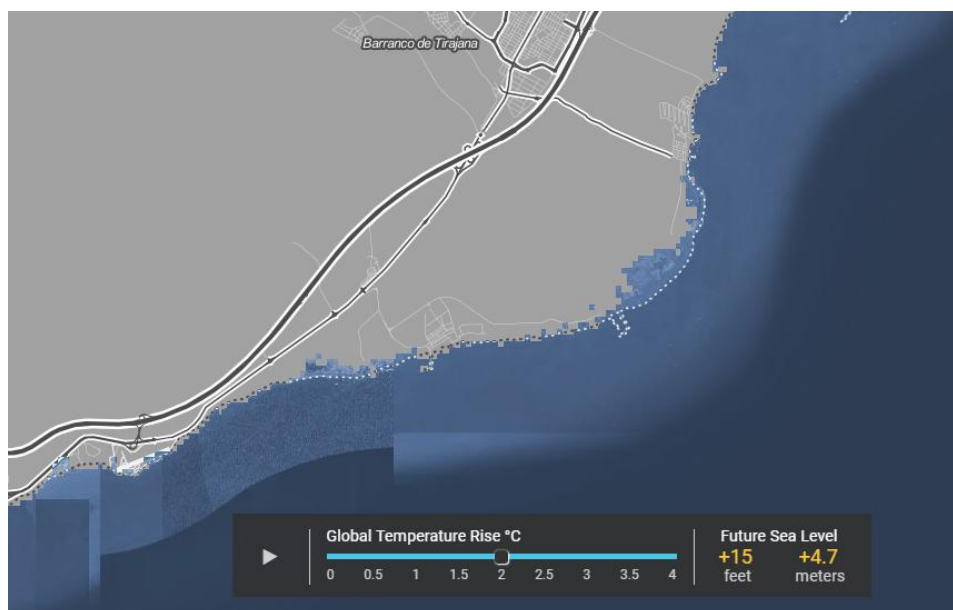 Barranco de Tirajana
Global Temperature Rise °C
0 0.5 1 1.5 2 2.5 3 3.5 4
Future Sea Level
+15 +4.7
feet meters